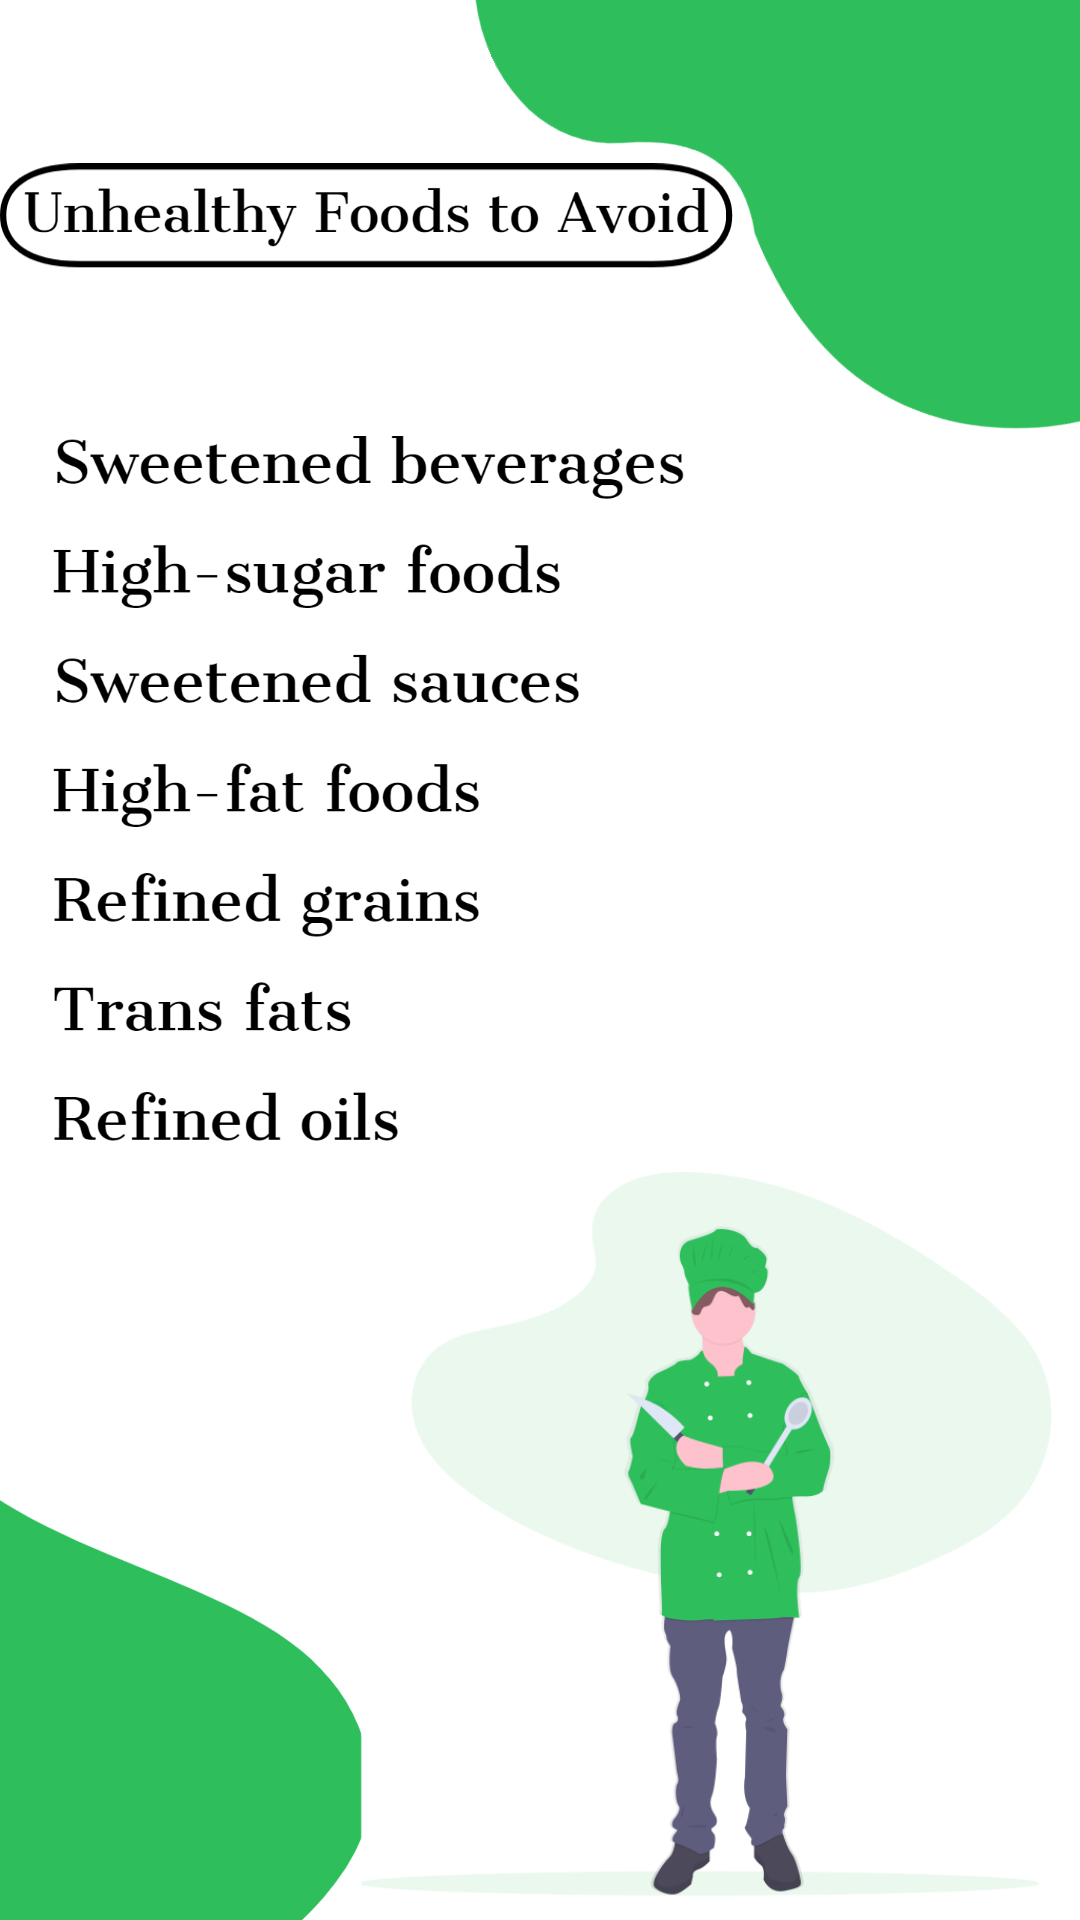 Unhealthy Foods to Avoid
Sweetened beverages
High-sugar foods
Sweetened sauces
High-fat foods
Refined grains
Trans fats
Refined oils